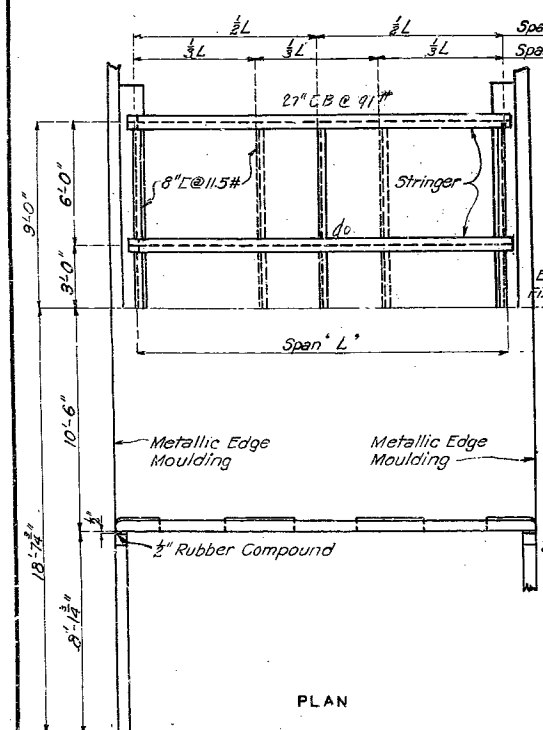 ½L ½L Spa
⅓L ⅓L ⅓L Spa
27" CB @ 91#
8"[@11.5#
Stringer
do.
9'-0"
6'-0"
3'-0"
Span 'L'
10'-6"
Metallic Edge
Moulding
Metallic Edge
Moulding
½"
½" Rubber Compound
18'-7¾"
8'-1¾"
PLAN